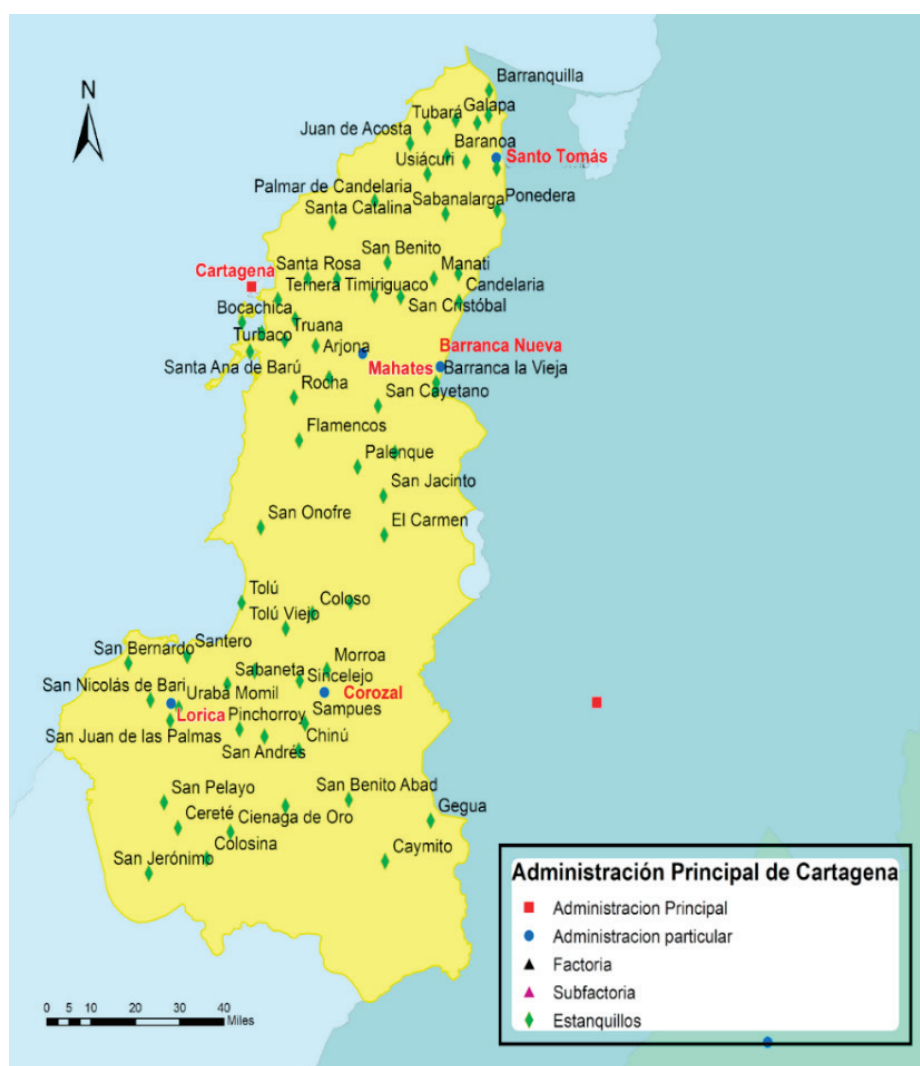 N
Barranquilla
Tubará
Galapa
Juan de Acosta
Baranoa
Usiácuri
Santo Tomás
Palmar de Candelaria
Santa Catalina
Sabanalarga
Ponedera
San Benito
Cartagena
Santa Rosa
Manati
Ternera
Timiriguaco
Candelaria
Bocachica
San Cristóbal
Truana
Turbaco
Arjona
Barranca Nueva
Santa Ana de Barú
Mahates
Barranca la Vieja
Rocha
San Cayetano
Flamencos
Palenque
San Jacinto
San Onofre
El Carmen
Tolú
Coloso
Tolú Viejo
Santero
San Bernardo
Morroa
Sabaneta
Sincelejo
San Nicolás de Bari
Urabá
Momil
Corozal
Lorica
Pinchorroy
Sampues
San Juan de las Palmas
Chinú
San Andrés
San Pelayo
San Benito Abad
Cereté
Cienaga de Oro
Gegua
Colosina
San Jerónimo
Caymito
Administración Principal de Cartagena
Administracion Principal
Administracion particular
Factoria
Subfactoria
Estanquillos
0 5 10 20 30 40
Miles